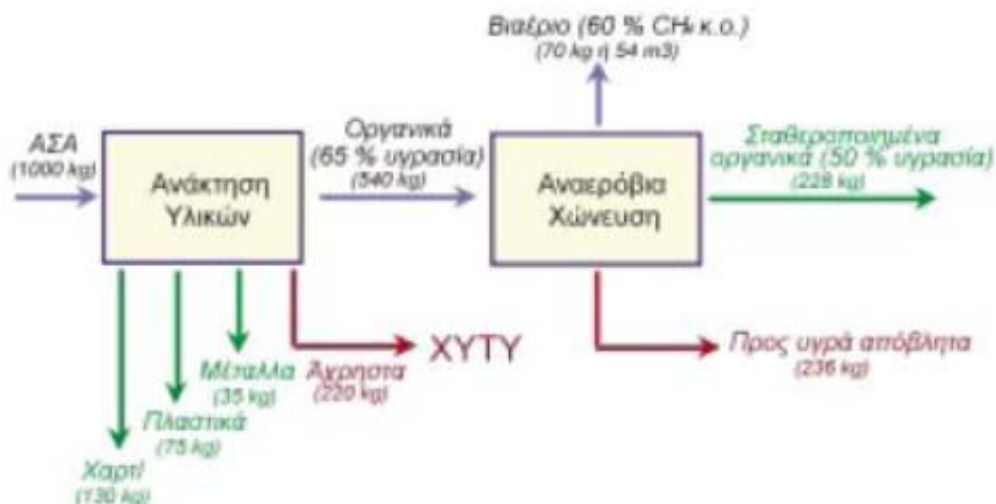 Βιαέριο (60 % CH₄ κ.ο.)
(70 kg ή 54 m3)
ΑΣΑ
(1000 kg)
Ανάκτηση
Υλικών
Οργανικά
(65 % υγρασία)
(540 kg)
Αναερόβια
Χώνευση
Σταθεροποιημένα
οργανικά (50 % υγρασία)
(228 kg)
ΧΥΤΥ
Άχρηστα
(220 kg)
Μέταλλα
(35 kg)
Πλαστικά
(75 kg)
Χαρτί
(130 kg)
Προς υγρά απόβλητα
(236 kg)